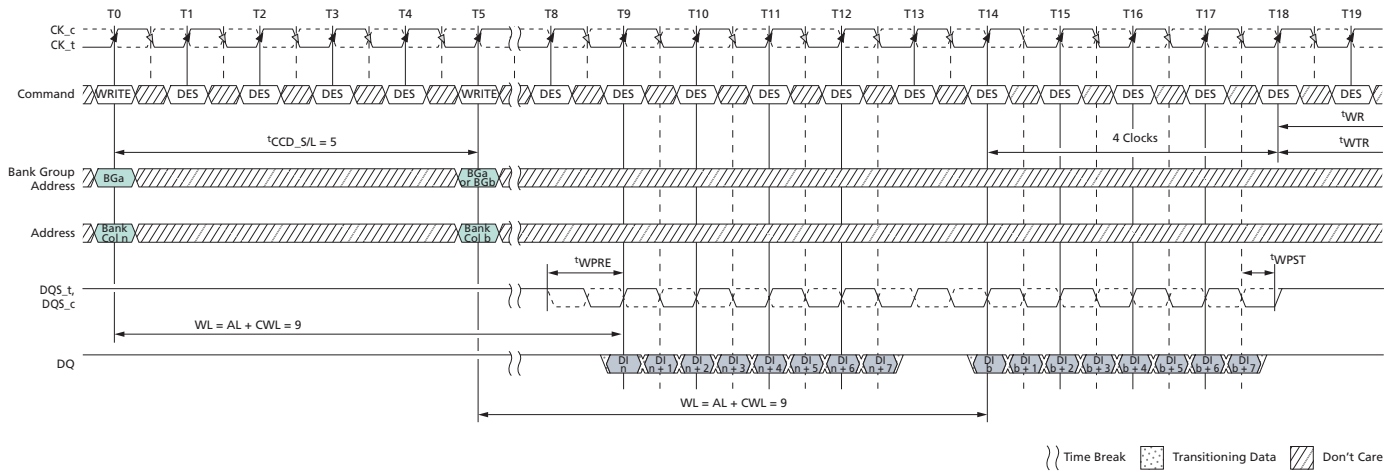 T0 T1 T2 T3 T4 T5 T8 T9 T10 T11 T12 T13 T14 T15 T16 T17 T18 T19
CK_c
CK_t
Command WRITE DES DES DES DES WRITE DES DES DES DES DES DES DES DES DES DES DES DES
tWR
tCCD_S/L = 5 4 Clocks tWTR
Bank Group
Address
BGa
BGa
or BGb
Address
Bank
Col n
Bank
Col b
tWPRE tWPST
DQS_t,
DQS_c
WL = AL + CWL = 9
DQ
DI
n
DI
n + 1
DI
n + 2
DI
n + 3
DI
n + 4
DI
n + 5
DI
n + 6
DI
n + 7
DI
b
DI
b + 1
DI
b + 2
DI
b + 3
DI
b + 4
DI
b + 5
DI
b + 6
DI
b + 7
WL = AL + CWL = 9
Time Break Transitioning Data Don't Care